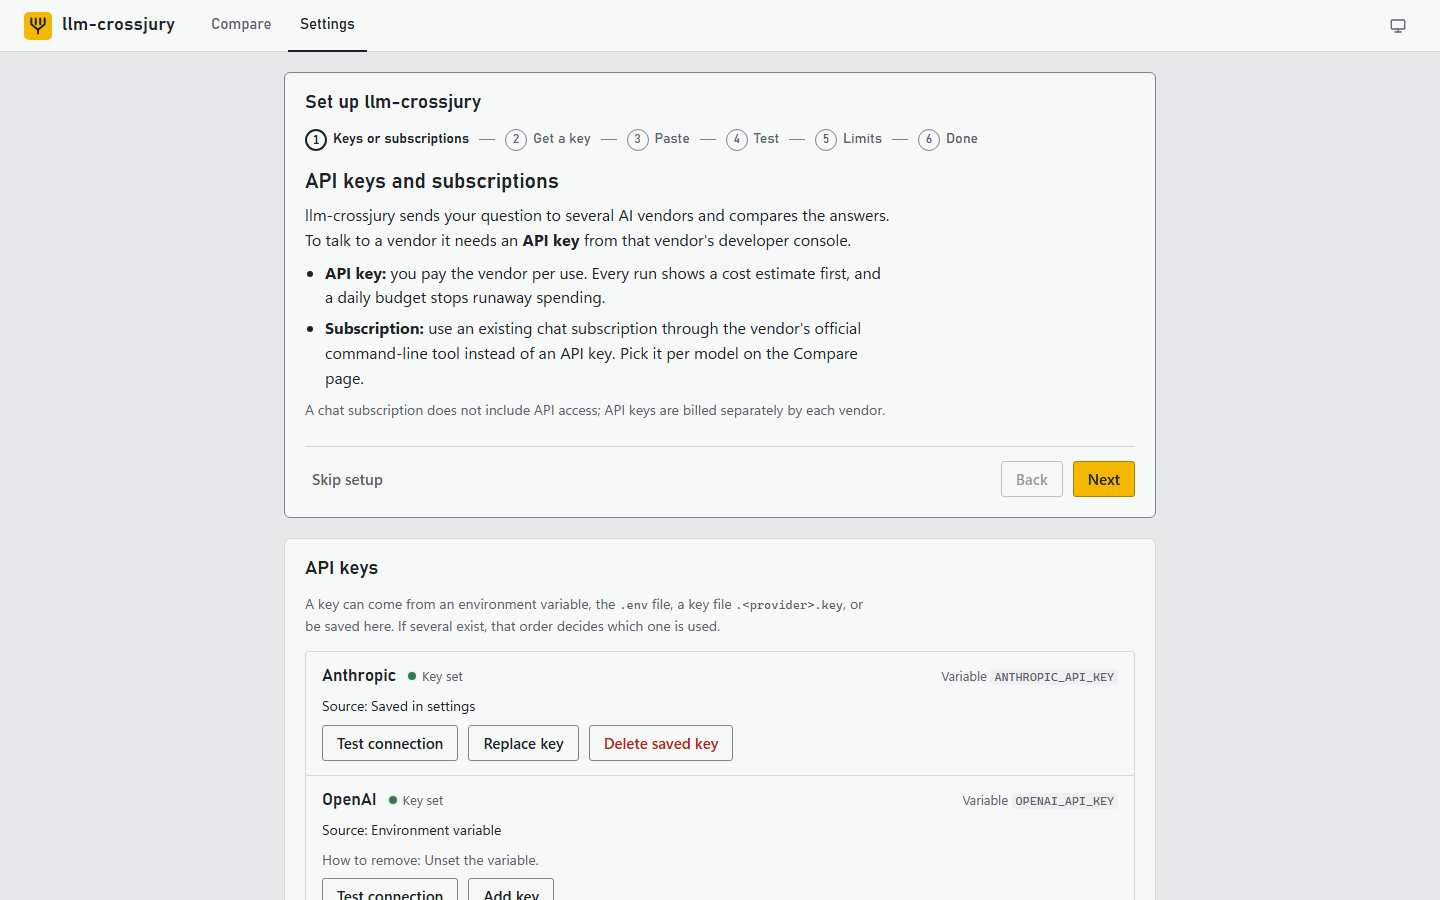 llm-crossjury Compare Settings
Set up llm-crossjury
1 Keys or subscriptions — 2 Get a key — 3 Paste — 4 Test — 5 Limits — 6 Done
API keys and subscriptions
llm-crossjury sends your question to several AI vendors and compares the answers.
To talk to a vendor it needs an API key from that vendor's developer console.
• API key: you pay the vendor per use. Every run shows a cost estimate first, and
a daily budget stops runaway spending.
• Subscription: use an existing chat subscription through the vendor's official
command-line tool instead of an API key. Pick it per model on the Compare
page.
A chat subscription does not include API access; API keys are billed separately by each vendor.
Skip setup Back Next
API keys
A key can come from an environment variable, the .env file, a key file .<provider>.key, or
be saved here. If several exist, that order decides which one is used.
Anthropic Key set Variable ANTHROPIC_API_KEY
Source: Saved in settings
Test connection Replace key Delete saved key
OpenAI Key set Variable OPENAI_API_KEY
Source: Environment variable
How to remove: Unset the variable.
Test connection Add key